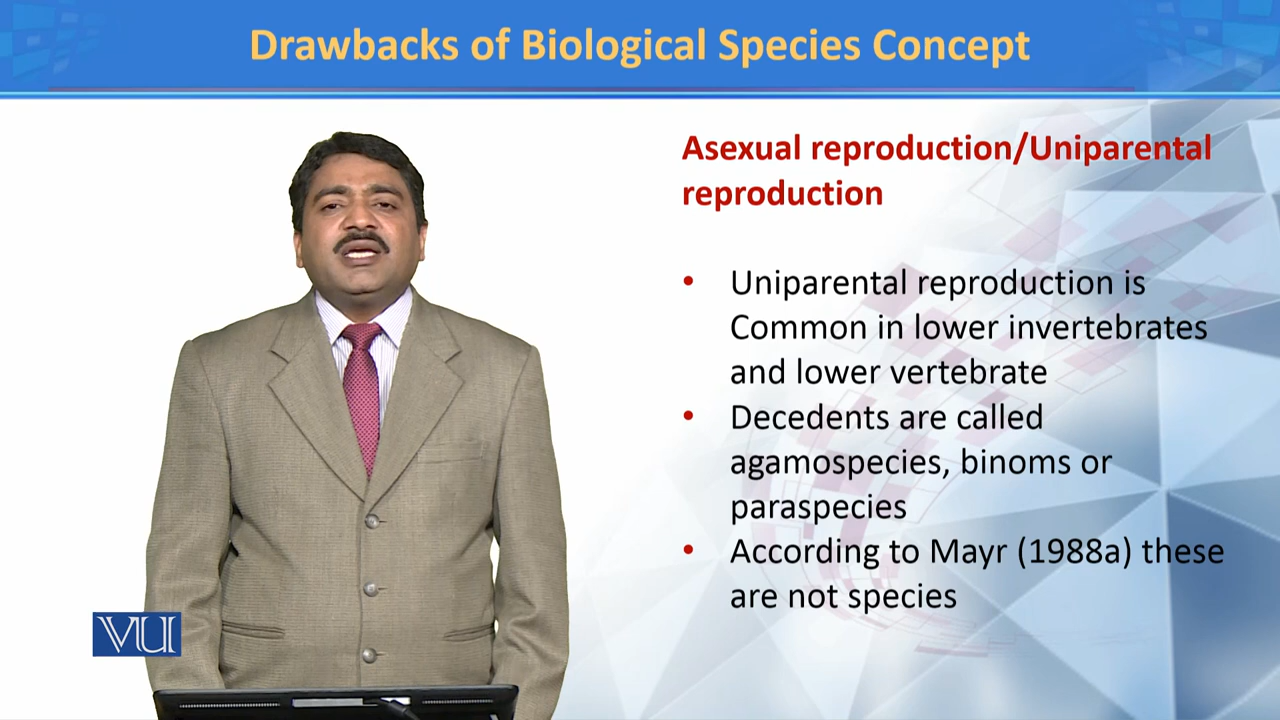 Drawbacks of Biological Species Concept
Asexual reproduction/Uniparental
reproduction
• Uniparental reproduction is
Common in lower invertebrates
and lower vertebrate
• Decedents are called
agamospecies, binoms or
paraspecies
• According to Mayr (1988a) these
are not species
VU